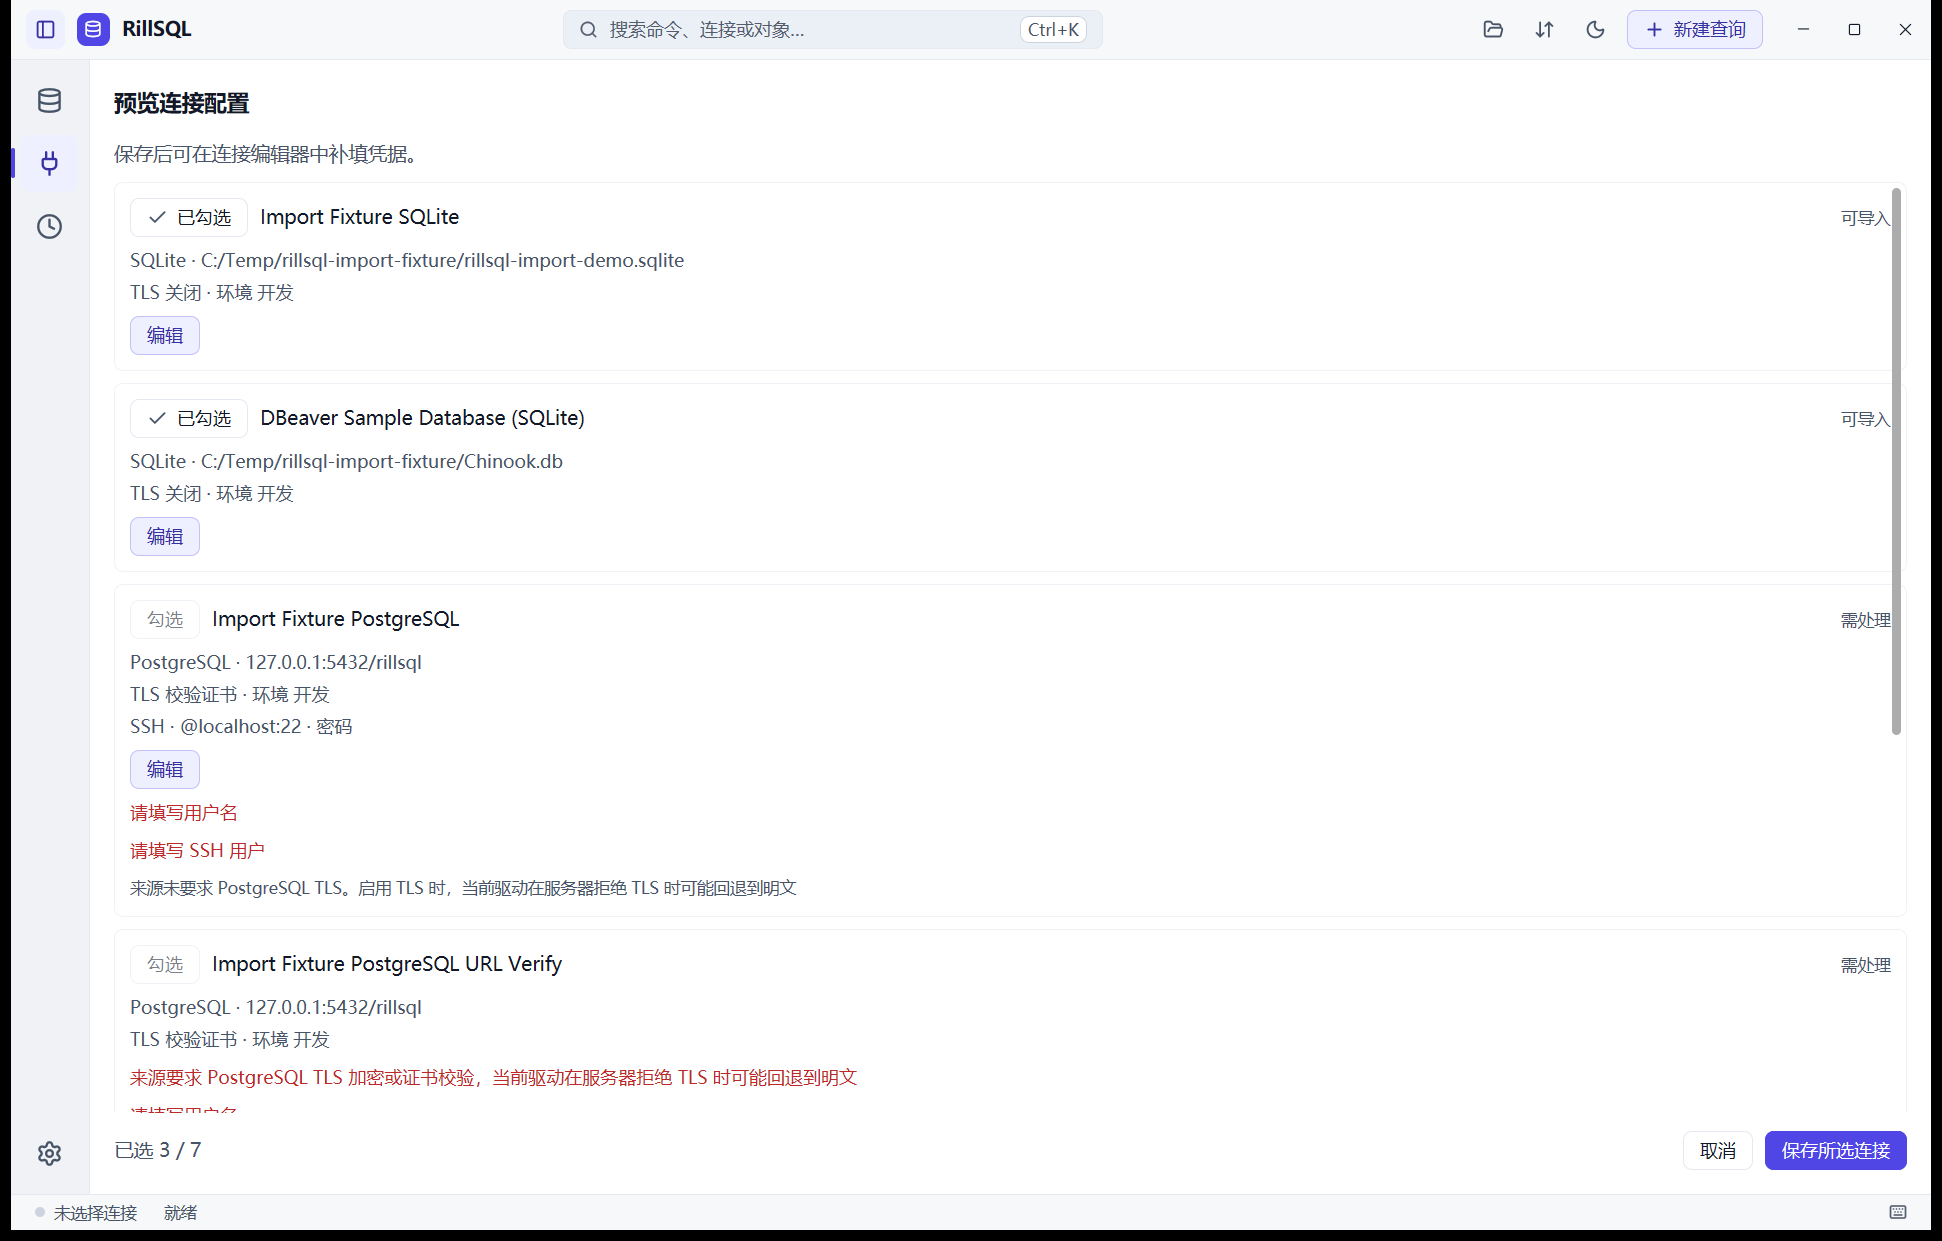 RillSQL
搜索命令、连接或对象...
Ctrl+K
新建查询
预览连接配置
保存后可在连接编辑器中补填凭据。
已勾选 Import Fixture SQLite 可导入
SQLite · C:/Temp/rillsql-import-fixture/rillsql-import-demo.sqlite
TLS 关闭 · 环境 开发
编辑
已勾选 DBeaver Sample Database (SQLite) 可导入
SQLite · C:/Temp/rillsql-import-fixture/Chinook.db
TLS 关闭 · 环境 开发
编辑
勾选 Import Fixture PostgreSQL 需处理
PostgreSQL · 127.0.0.1:5432/rillsql
TLS 校验证书 · 环境 开发
SSH · @localhost:22 · 密码
编辑
请填写用户名
请填写 SSH 用户
来源未要求 PostgreSQL TLS。启用 TLS 时，当前驱动在服务器拒绝 TLS 时可能回退到明文
勾选 Import Fixture PostgreSQL URL Verify 需处理
PostgreSQL · 127.0.0.1:5432/rillsql
TLS 校验证书 · 环境 开发
来源要求 PostgreSQL TLS 加密或证书校验，当前驱动在服务器拒绝 TLS 时可能回退到明文
请填写用户名
已选 3 / 7
取消
保存所选连接
未选择连接 就绪